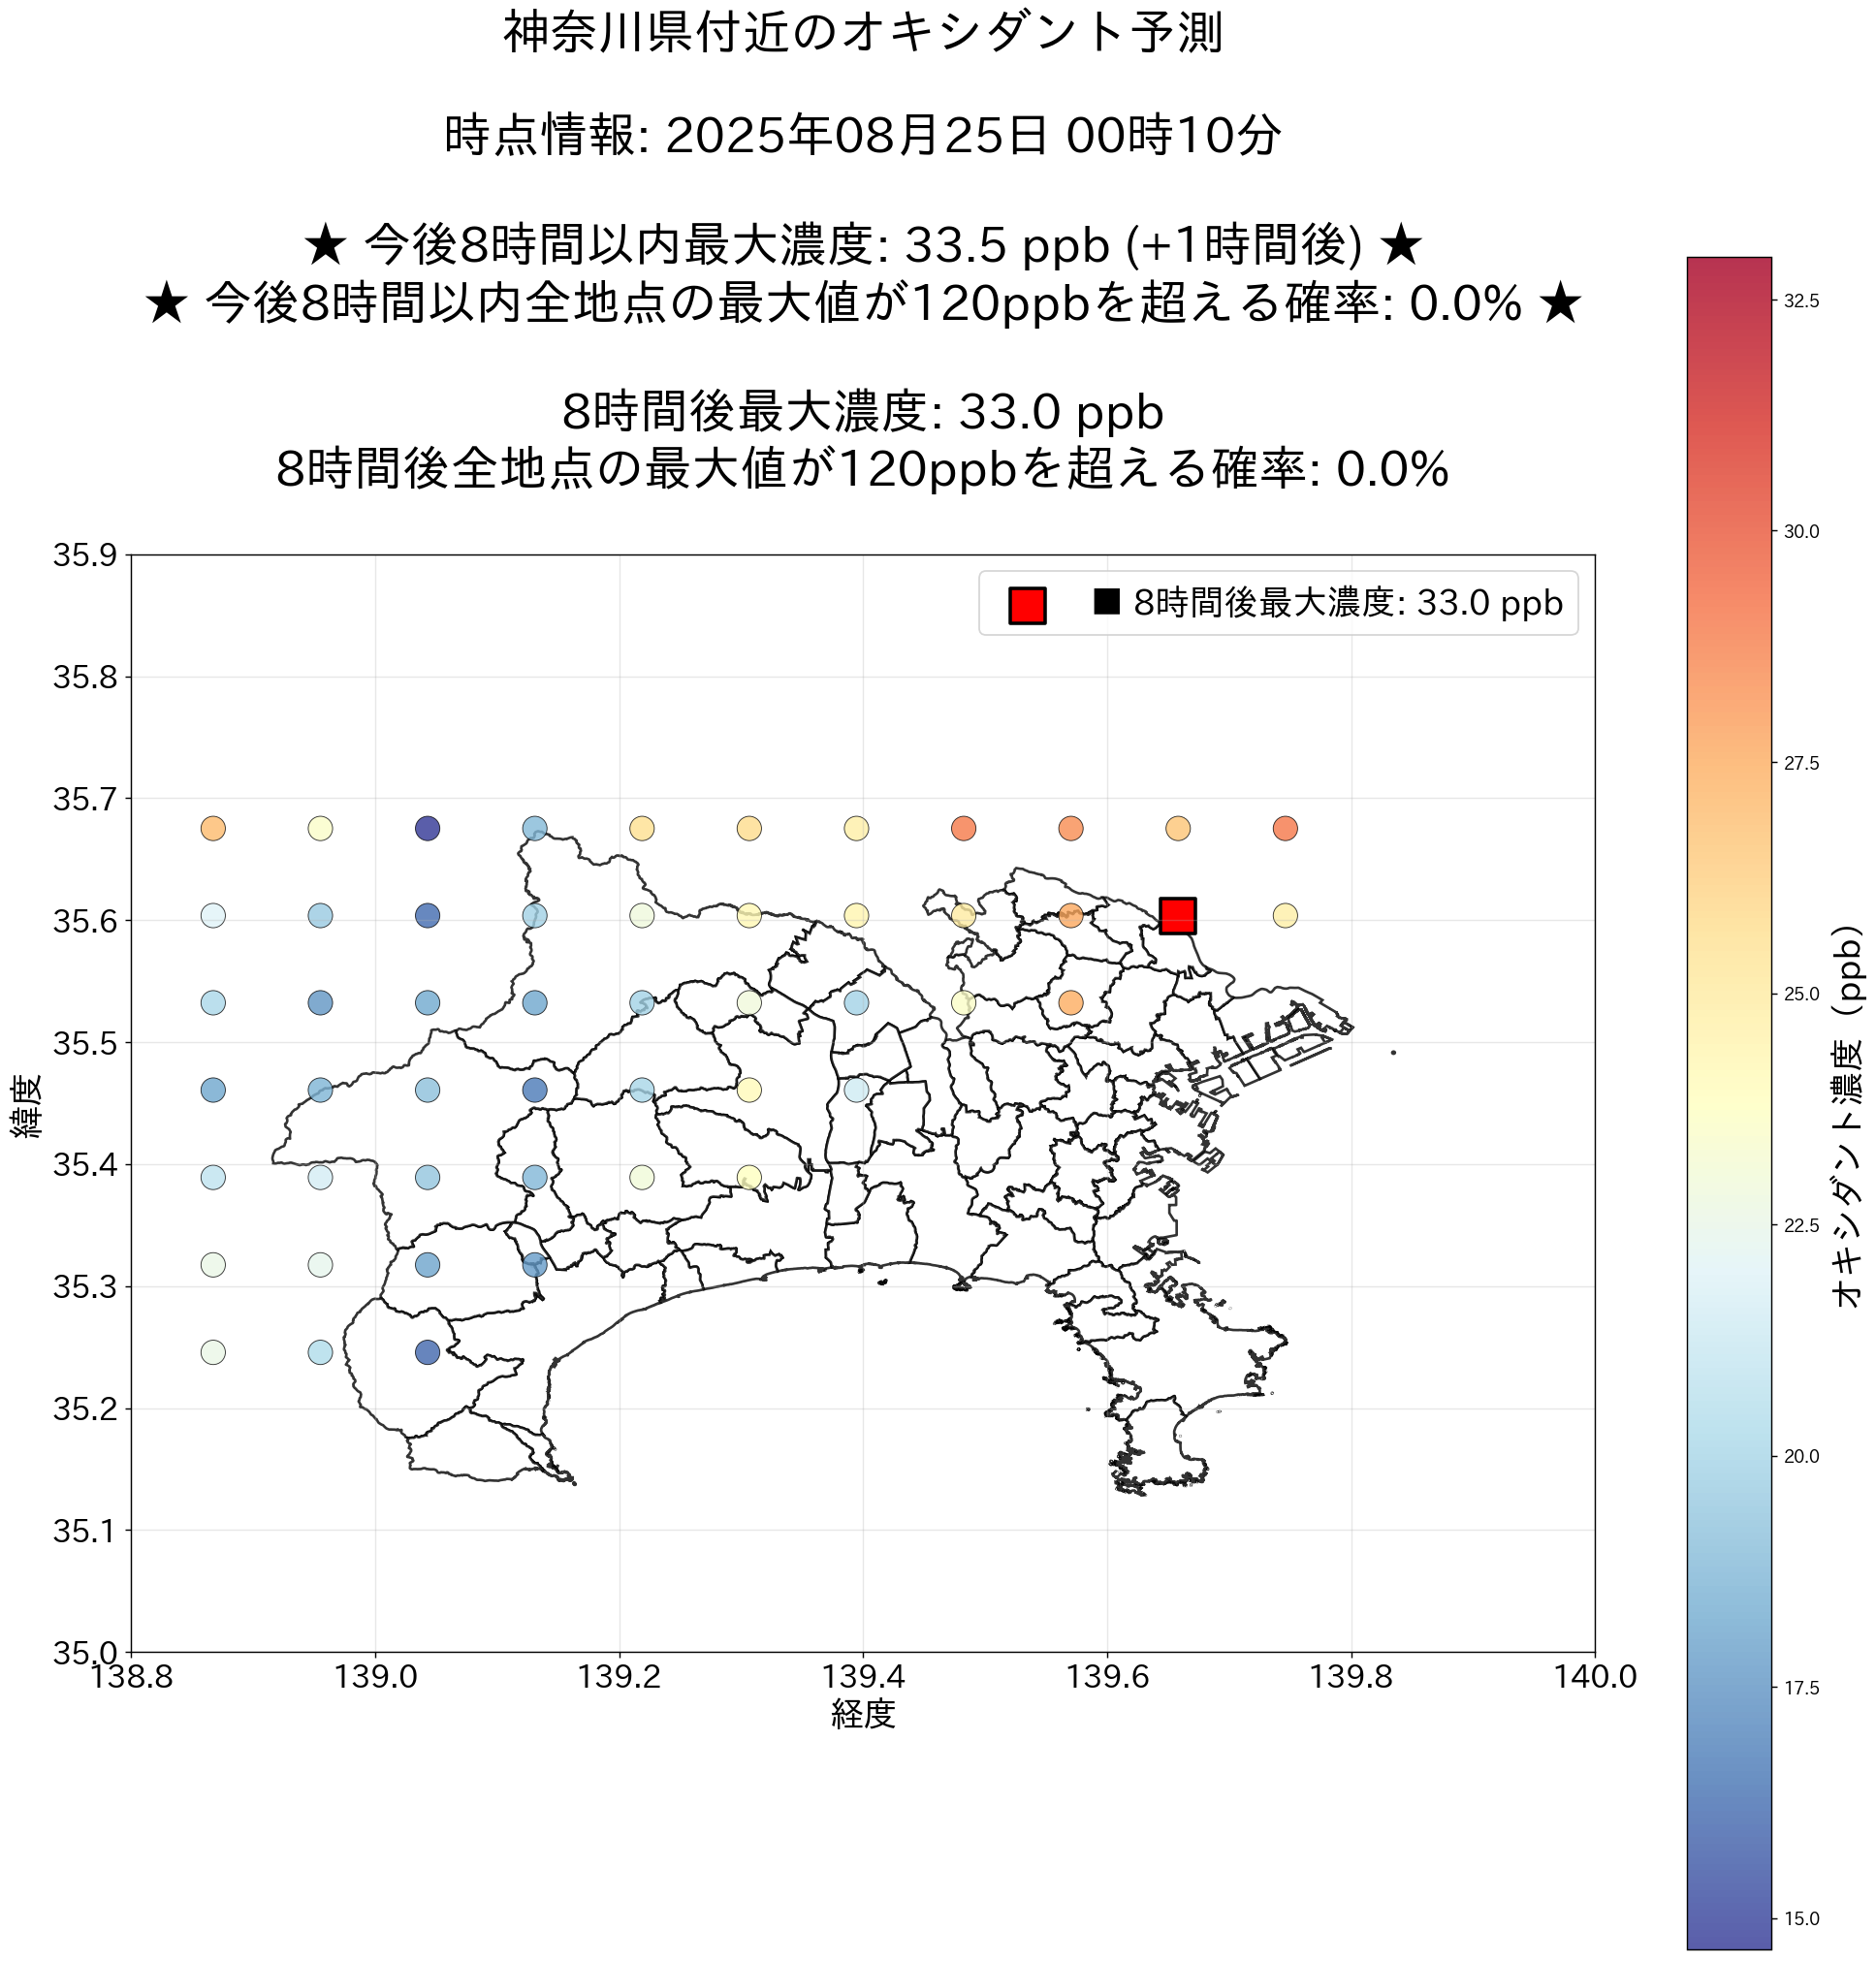 神奈川県付近のオキシダント予測
時点情報: 2025年08月25日 00時10分
★ 今後8時間以内最大濃度: 33.5 ppb (+1時間後) ★
★ 今後8時間以内全地点の最大値が120ppbを超える確率: 0.0% ★
8時間後最大濃度: 33.0 ppb
8時間後全地点の最大値が120ppbを超える確率: 0.0%
■ 8時間後最大濃度: 33.0 ppb
35.9
35.8
35.7
35.6
35.5
35.4
35.3
35.2
35.1
35.0
緯度
138.8 139.0 139.2 139.4 139.6 139.8 140.0
経度
32.5
30.0
27.5
25.0
22.5
20.0
17.5
15.0
オキシダント濃度 (ppb)